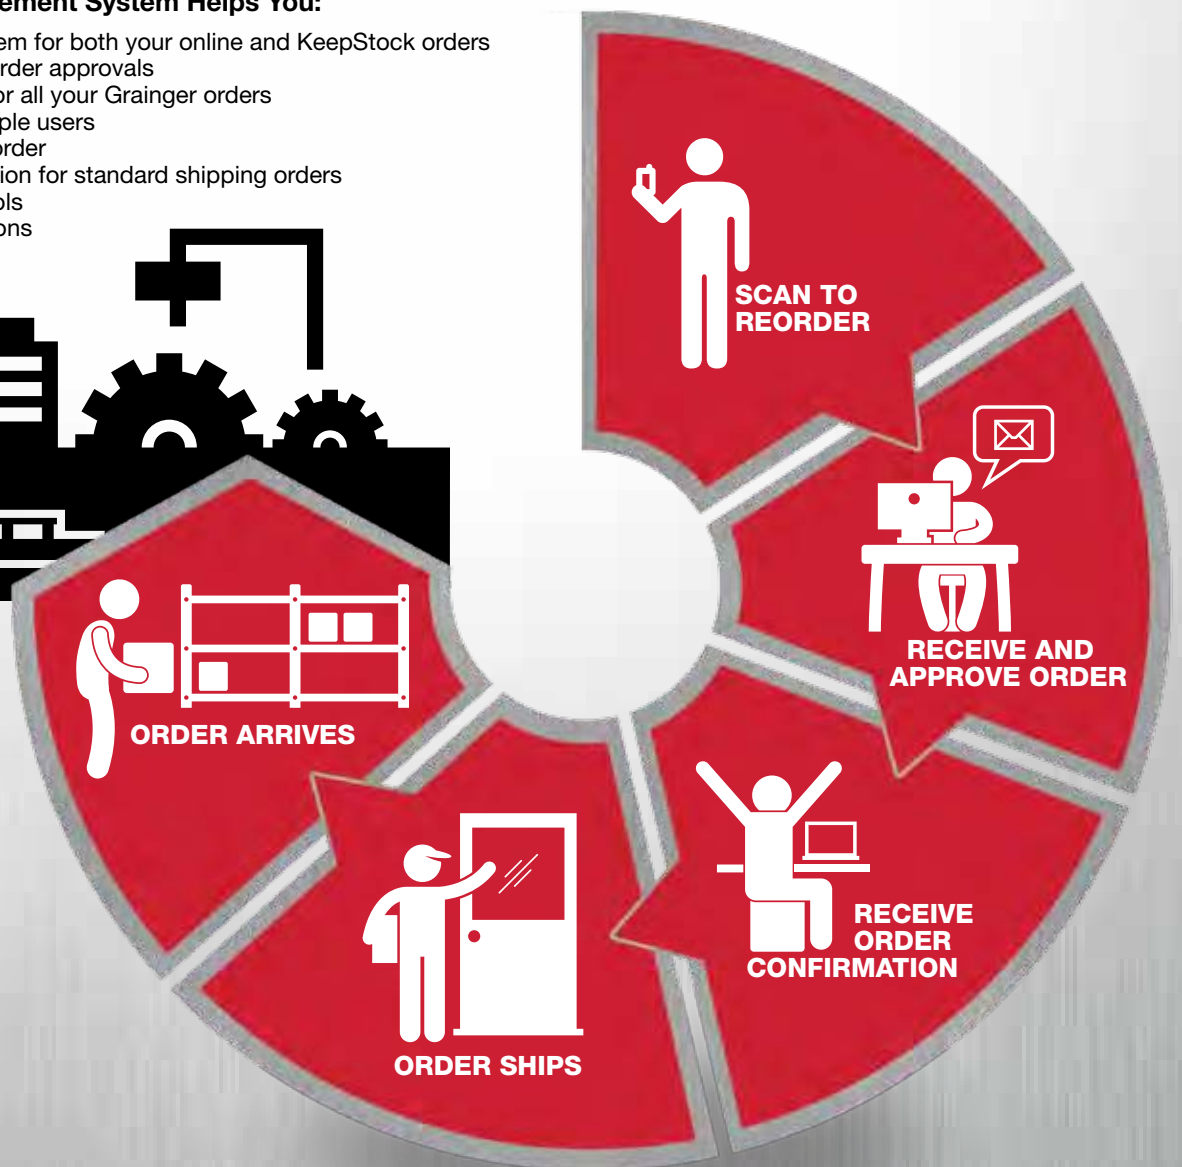 ement System Helps You:
em for both your online and KeepStock orders
rder approvals
or all your Grainger orders
ple users
order
ion for standard shipping orders
ols
ons
SCAN TO
REORDER
RECEIVE AND
APPROVE ORDER
RECEIVE
ORDER
CONFIRMATION
ORDER SHIPS
ORDER ARRIVES